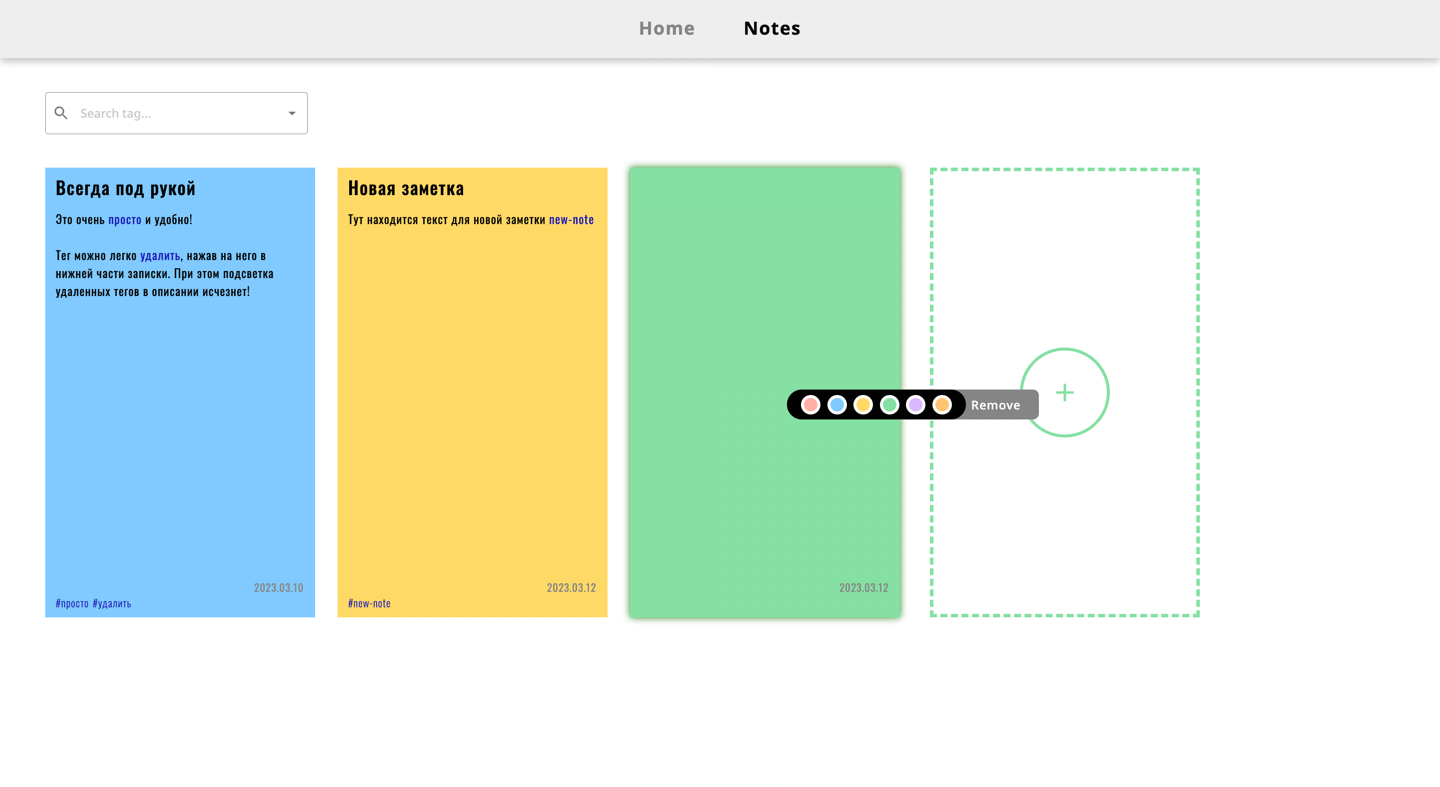 Home Notes
Search tag...
Всегда под рукой
Это очень просто и удобно!
Тег можно легко удалить, нажав на него в
нижней части записки. При этом подсветка
удаленных тегов в описании исчезнет!
2023.03.10
#просто #удалить
Новая заметка
Тут находится текст для новой заметки new-note
2023.03.12
#new-note
2023.03.12
Remove